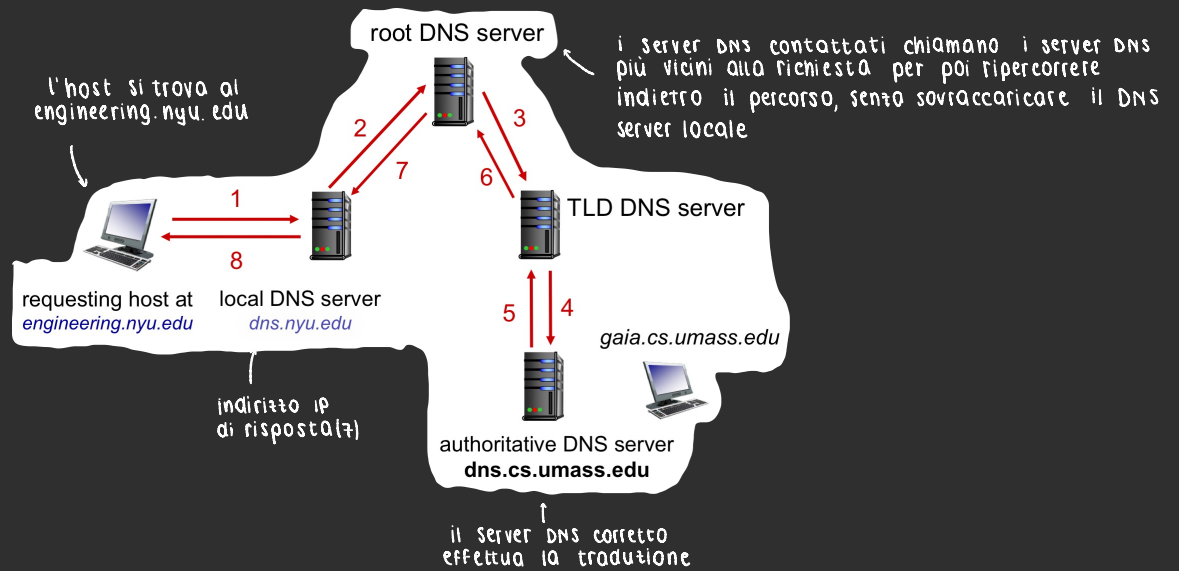 root DNS server
i server DNS contattati chiamano i server DNS
più vicini alla richiesta per poi ripercorrere
indietro il percorso, senza sovraccaricare il DNS
server locale
l'host si trova al
engineering.nyu.edu
2
3
7
6
1
TLD DNS server
8
requesting host at
engineering.nyu.edu
local DNS server
dns.nyu.edu
5
4
gaia.cs.umass.edu
indirizzo ip
di risposta(7)
authoritative DNS server
dns.cs.umass.edu
il server DNS corretto
effettua la traduzione